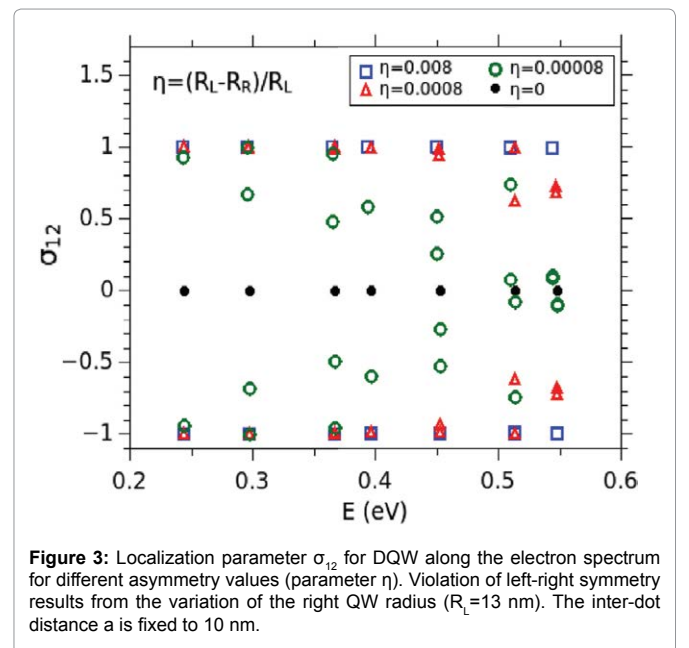 1.5
1
0.5
0
−0.5
−1
σ₁₂
η=(R_L-R_R)/R_L
η=0.008
η=0.00008
η=0.0008
η=0
0.2
0.3
0.4
0.5
0.6
E (eV)
Figure 3: Localization parameter σ₁₂ for DQW along the electron spectrum
for different asymmetry values (parameter η). Violation of left-right symmetry
results from the variation of the right QW radius (R_L=13 nm). The inter-dot
distance a is fixed to 10 nm.